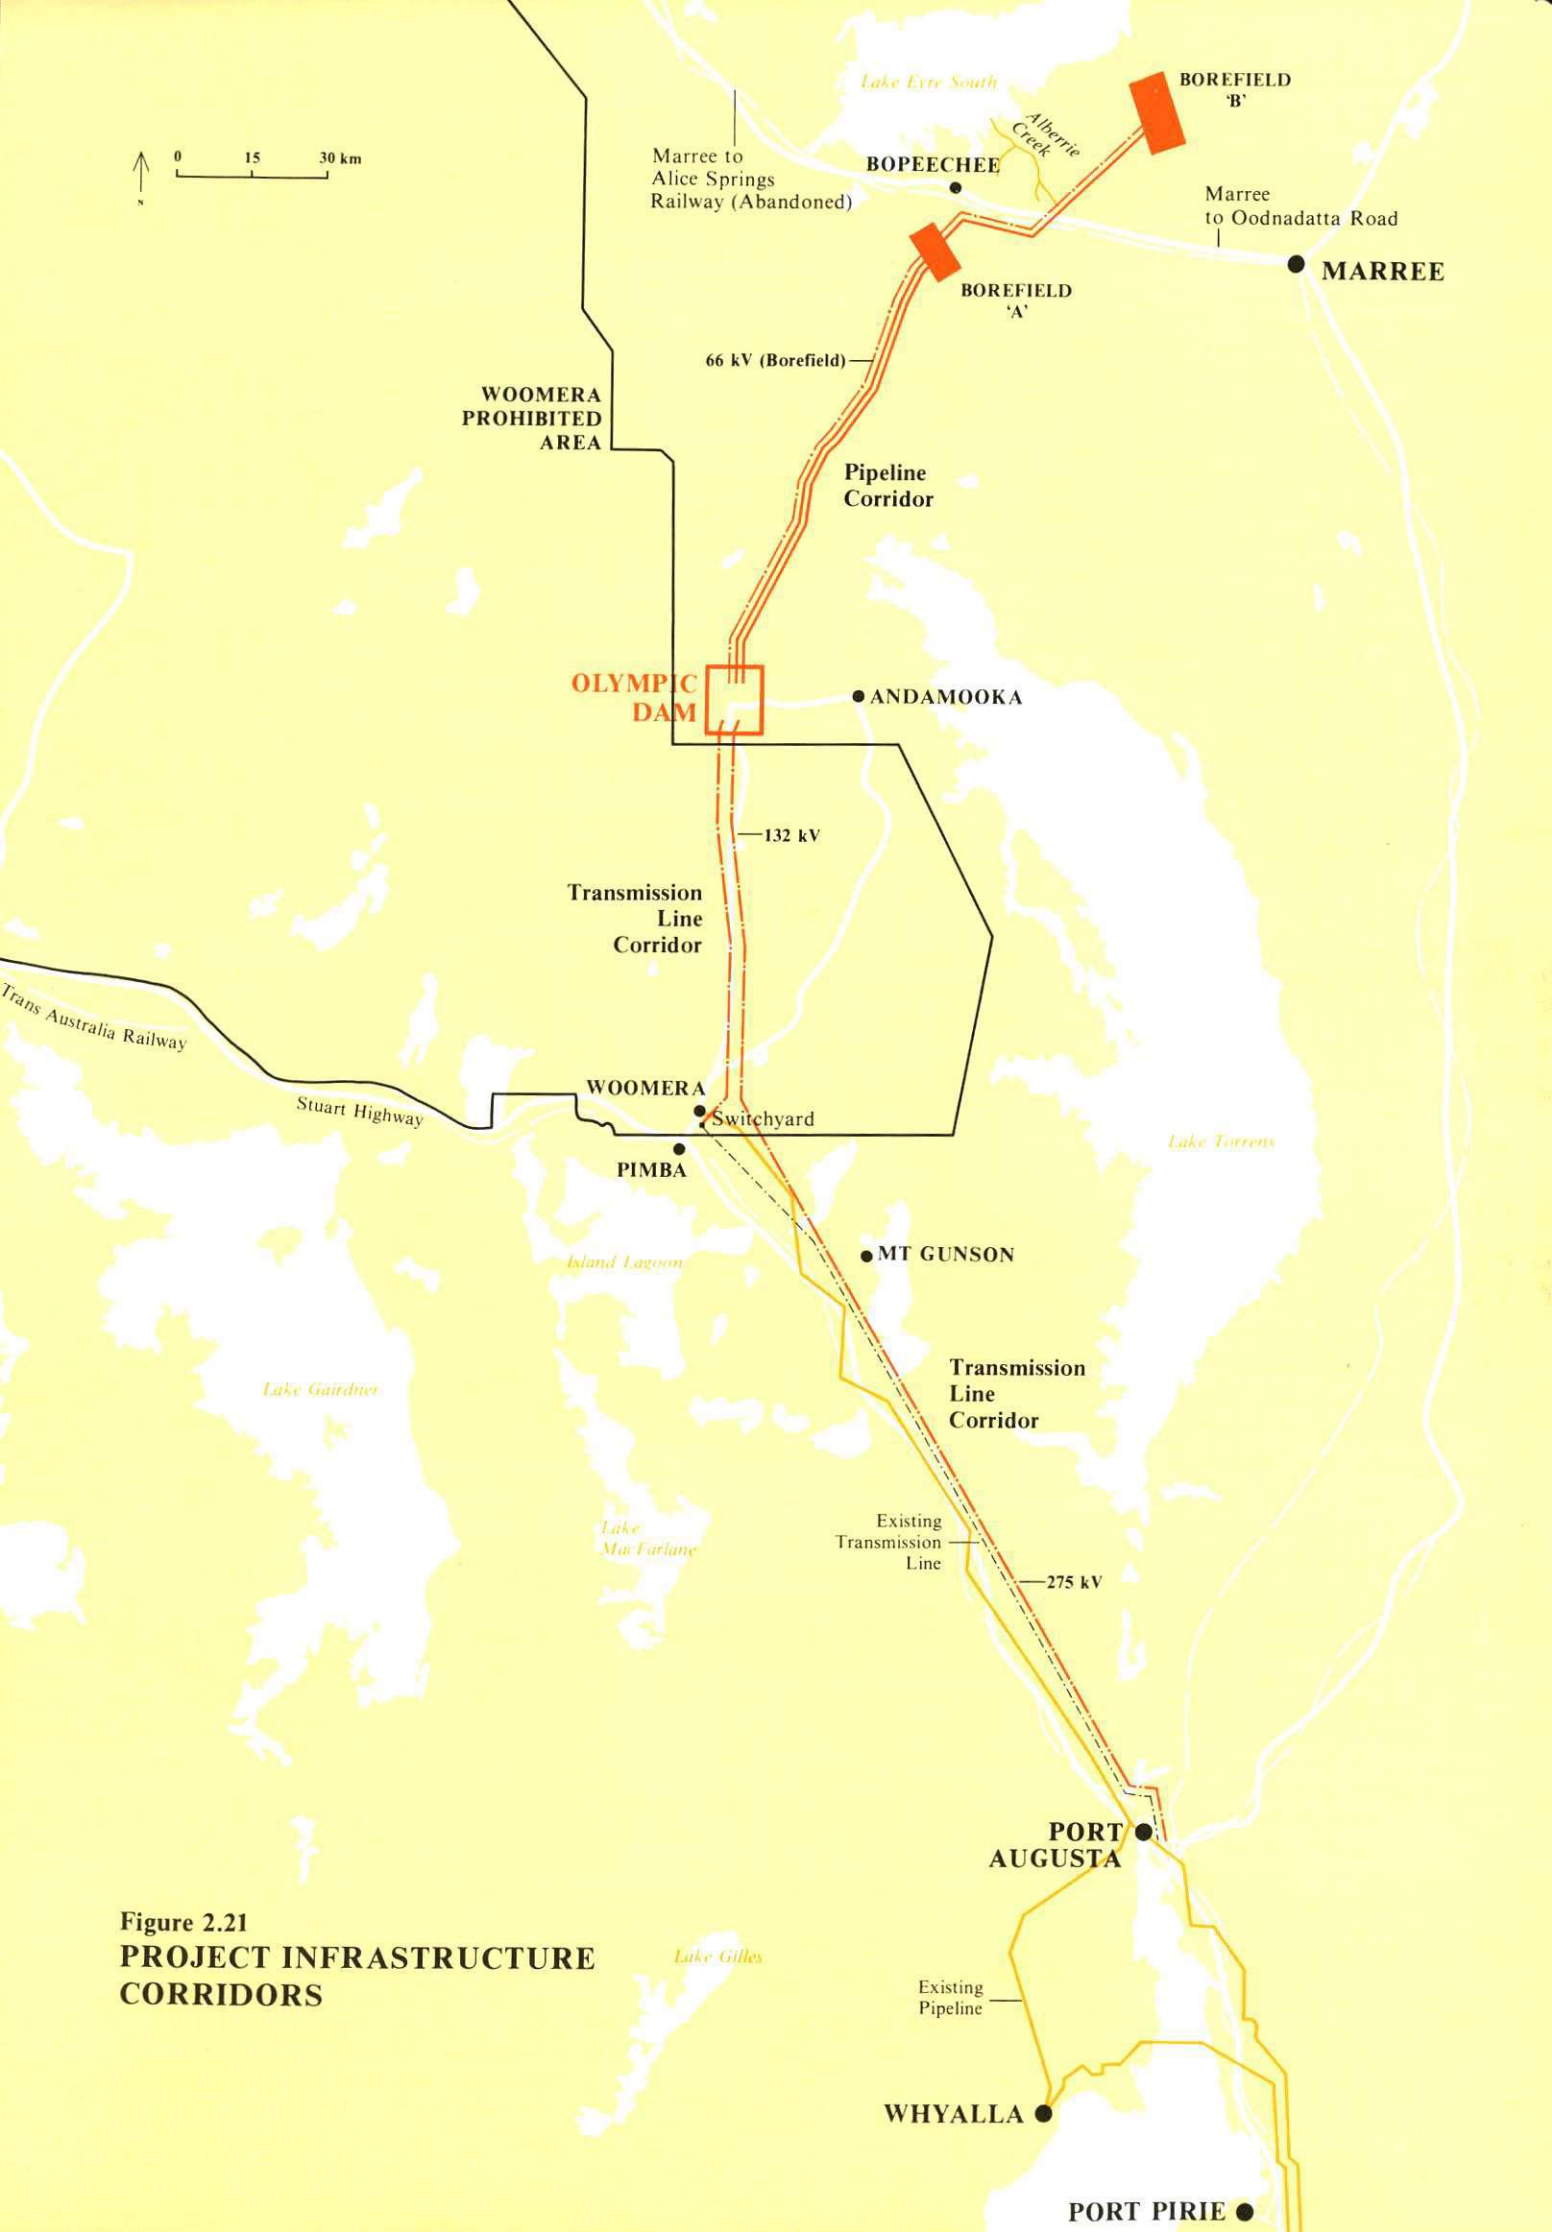 Lake Eyre South
BOREFIELD
'B'
Alberrie
Creek
0 15 30 km
N
Marree to
Alice Springs
Railway (Abandoned)
BOPEECHEE
Marree
to Oodnadatta Road
MARREE
BOREFIELD
'A'
66 kV (Borefield)
WOOMERA
PROHIBITED
AREA
Pipeline
Corridor
OLYMPIC
DAM
ANDAMOOKA
132 kV
Transmission
Line
Corridor
Trans Australia Railway
Stuart Highway
WOOMERA
Switchyard
PIMBA
Lake Torrens
Island Lagoon
MT GUNSON
Lake Gairdner
Transmission
Line
Corridor
Lake
MacFarlane
Existing
Transmission
Line
275 kV
PORT
AUGUSTA
Figure 2.21
PROJECT INFRASTRUCTURE
CORRIDORS
Lake Gilles
Existing
Pipeline
WHYALLA
PORT PIRIE